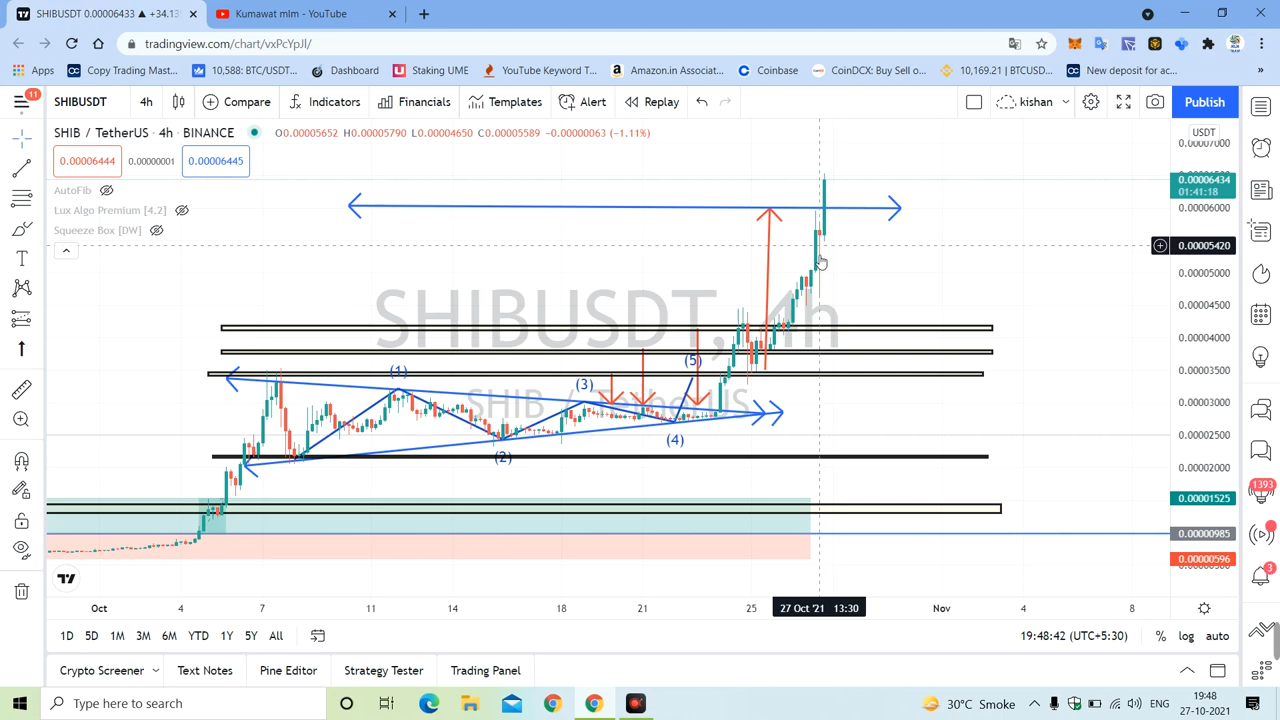 SHIBUSDT 0.00006433 ▲ +34.13
Kumawat mlm - YouTube
tradingview.com/chart/vxPcYpJl/
Apps
Copy Trading Mast...
10,588: BTC/USDT...
Dashboard
Staking UME
YouTube Keyword T...
Amazon.in Associat...
Coinbase
CoinDCX: Buy sell o...
10,169.21 | BTCUSD...
New deposit for ac...
11
SHIBUSDT
4h
Compare
Indicators
Financials
Templates
Alert
Replay
kishan
Publish
SHIB / TetherUS · 4h · BINANCE
O0.00005652 H0.00005790 L0.00004650 C0.00005589 -0.00000063 (-1.11%)
USDT
0.00007000
0.00006444
0.00000001
0.00006445
AutoFib
Lux Algo Premium [4.2]
Squeeze Box [DW]
0.00006434
01:41:18
0.00006000
0.00005420
0.00005000
0.00004500
0.00004000
0.00003500
0.00003000
0.00002500
0.00002000
0.00001525
0.00000985
0.00000596
SHIBUSDT, 4h
SHIB / TetherUS
(1)
(2)
(3)
(4)
(5)
Oct
4
7
11
14
18
21
25
27 Oct '21 13:30
Nov
4
8
1D
5D
1M
3M
6M
YTD
1Y
5Y
All
19:48:42 (UTC+5:30)
%
log
auto
1393
3
Crypto Screener
Text Notes
Pine Editor
Strategy Tester
Trading Panel
Type here to search
30°C Smoke
ENG
19:48
27-10-2021